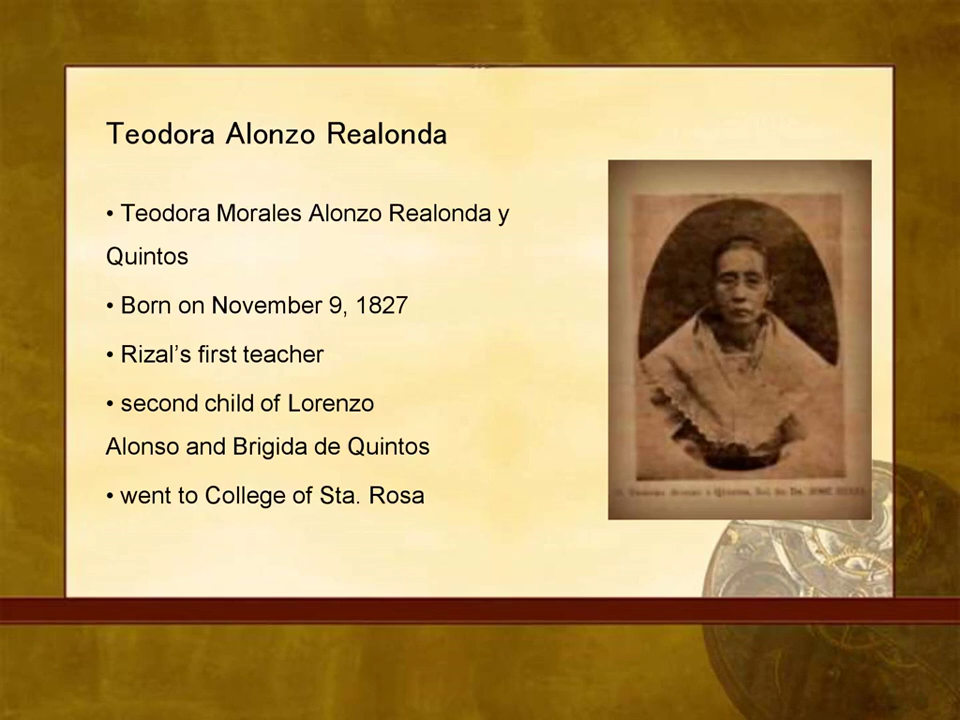 Teodora Alonzo Realonda
• Teodora Morales Alonzo Realonda y
Quintos
• Born on November 9, 1827
• Rizal’s first teacher
• second child of Lorenzo
Alonso and Brigida de Quintos
• went to College of Sta. Rosa